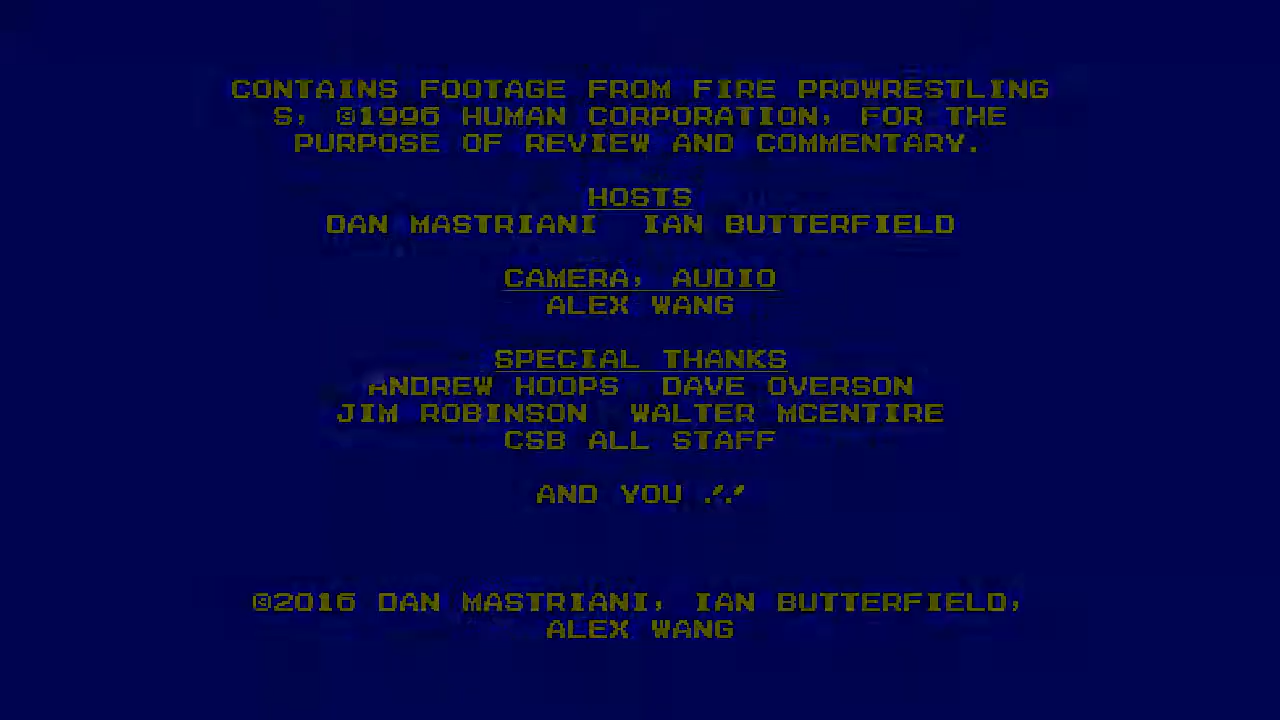 CONTAINS FOOTAGE FROM FIRE PROWRESTLING
S, ©1996 HUMAN CORPORATION, FOR THE
PURPOSE OF REVIEW AND COMMENTARY.
HOSTS
DAN MASTRIANI IAN BUTTERFIELD
CAMERA, AUDIO
ALEX WANG
SPECIAL THANKS
ANDREW HOOPS DAVE OVERSON
JIM ROBINSON WALTER MCENTIRE
CSB ALL STAFF
AND YOU !!
©2016 DAN MASTRIANI, IAN BUTTERFIELD,
ALEX WANG